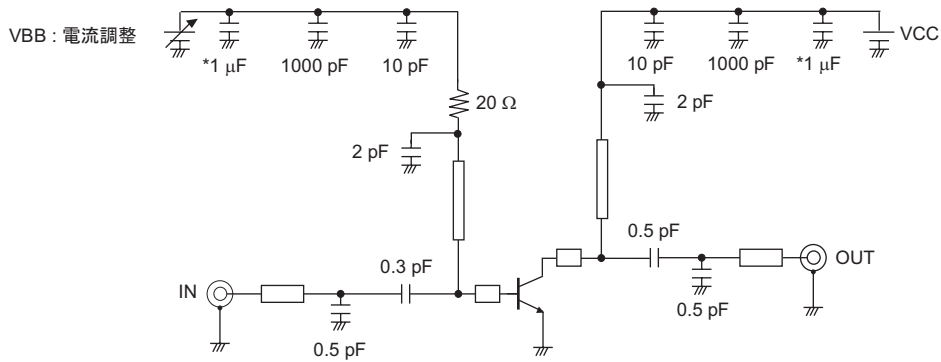 VBB : 電流調整
*1 μF
1000 pF
10 pF
20 Ω
2 pF
0.3 pF
IN
0.5 pF
10 pF
1000 pF
*1 μF
VCC
2 pF
0.5 pF
OUT
0.5 pF